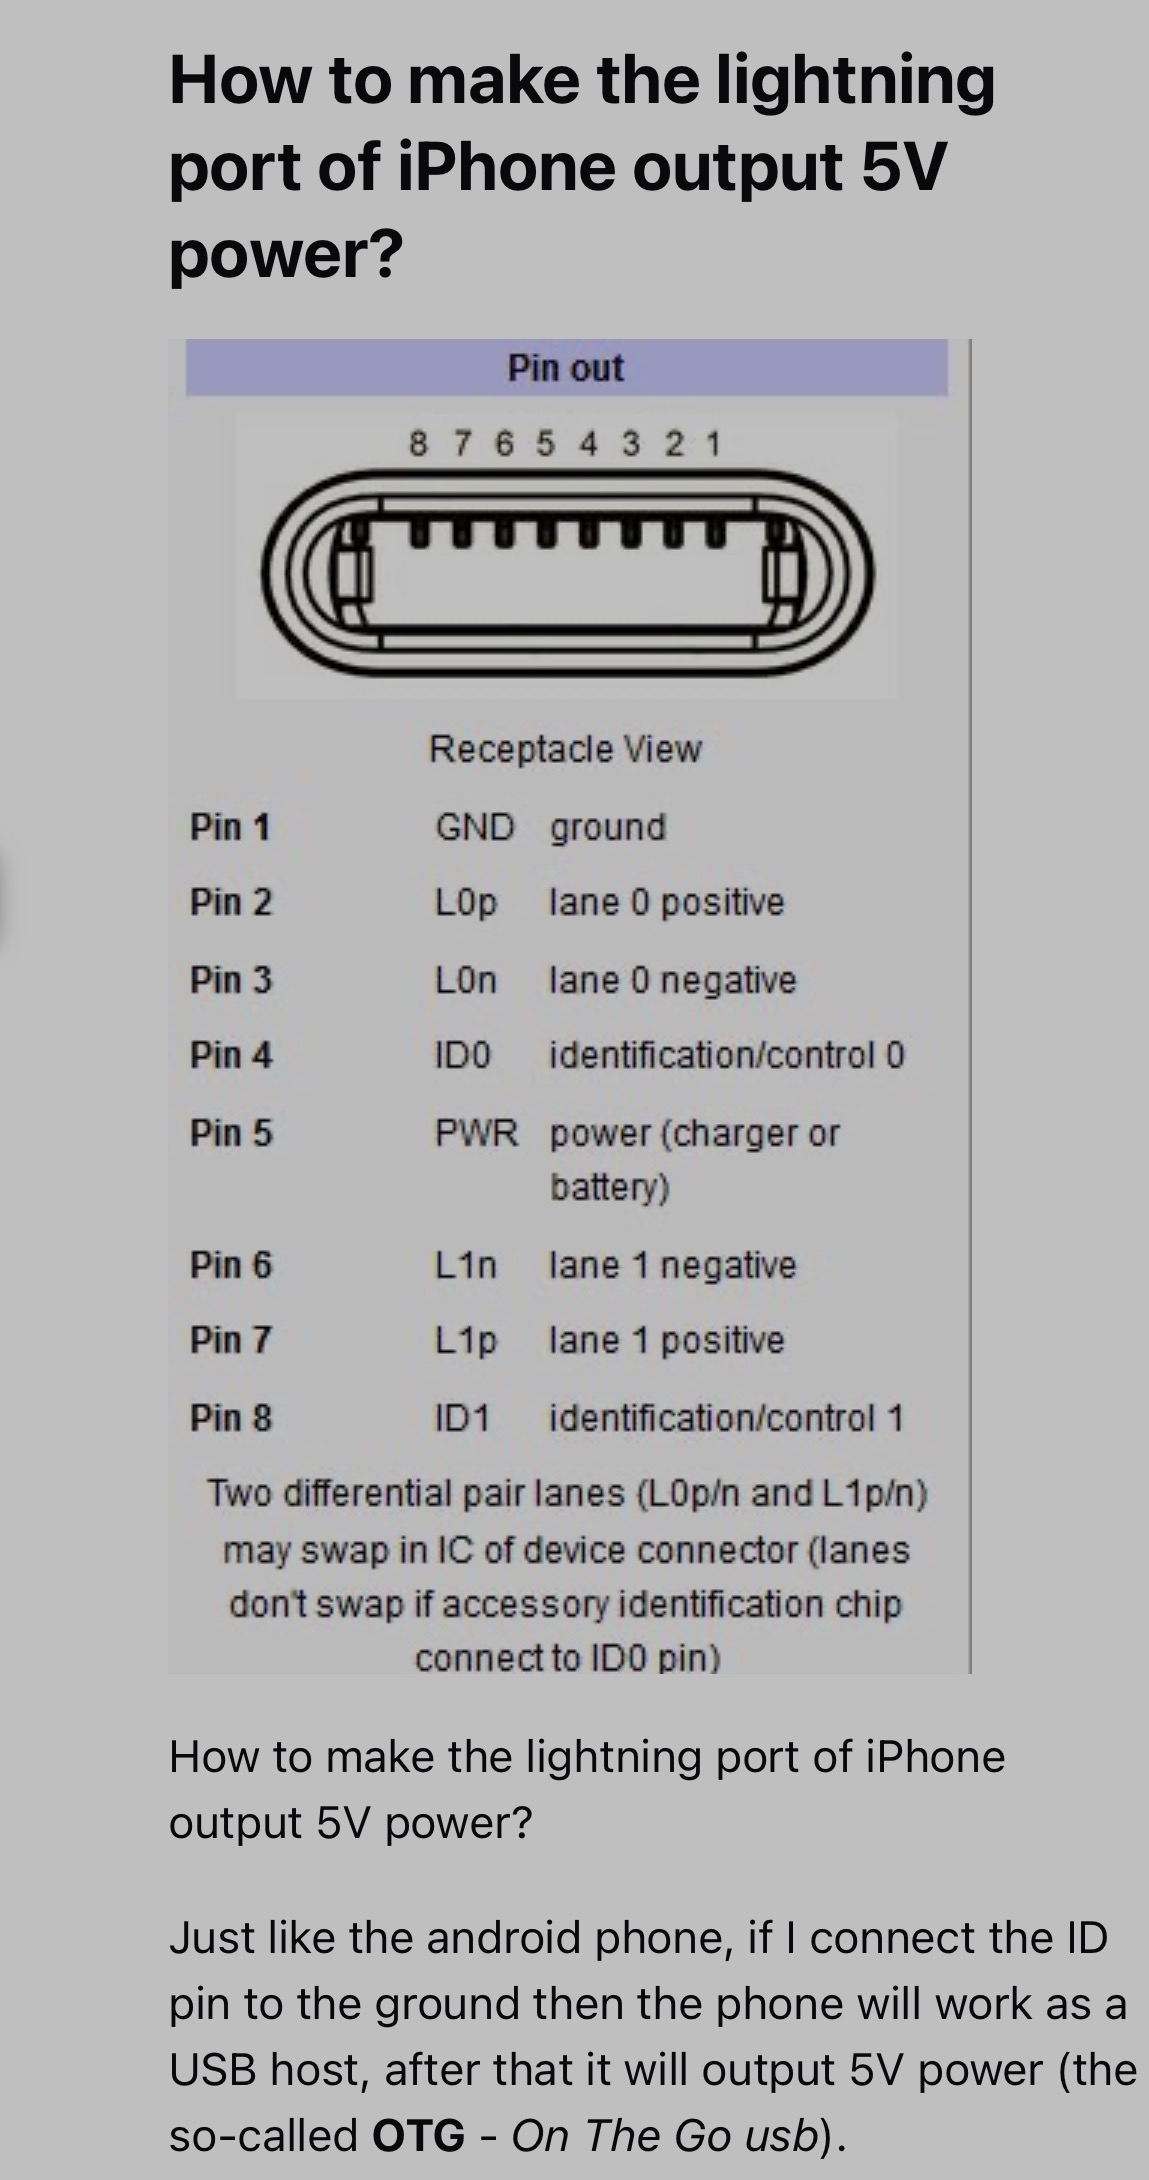 How to make the lightning
port of iPhone output 5V
power?
Pin out
8 7 6 5 4 3 2 1
Receptacle View
Pin 1 GND ground
Pin 2 L0p lane 0 positive
Pin 3 L0n lane 0 negative
Pin 4 ID0 identification/control 0
Pin 5 PWR power (charger or
battery)
Pin 6 L1n lane 1 negative
Pin 7 L1p lane 1 positive
Pin 8 ID1 identification/control 1
Two differential pair lanes (L0p/n and L1p/n)
may swap in IC of device connector (lanes
don't swap if accessory identification chip
connect to ID0 pin)
How to make the lightning port of iPhone
output 5V power?
Just like the android phone, if I connect the ID
pin to the ground then the phone will work as a
USB host, after that it will output 5V power (the
so-called OTG - On The Go usb).